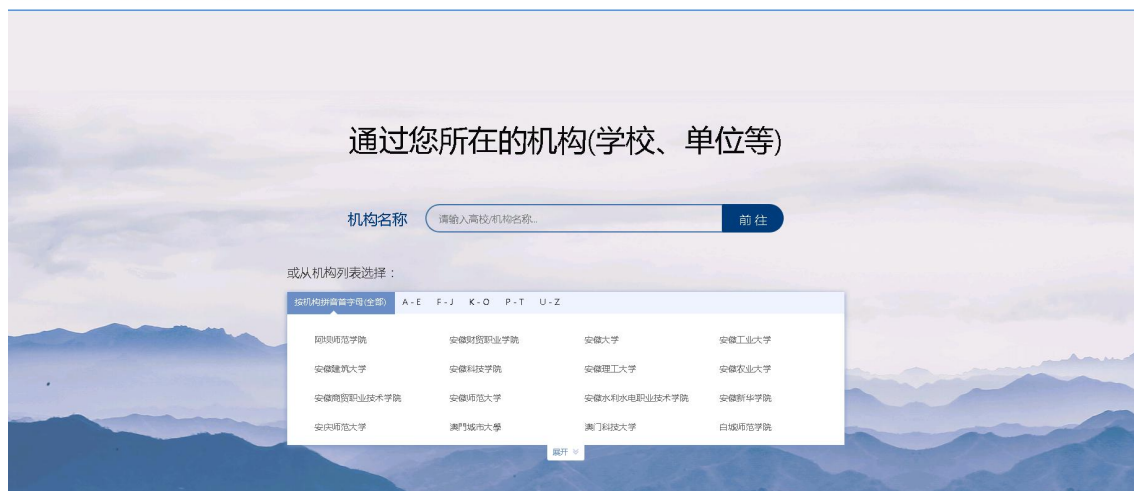 通过您所在的机构(学校、单位等)
机构名称 请输入高校/机构名称... 前往
或从机构列表选择：
按机构拼音首字母(全部) A-E F-J K-O P-T U-Z
阿坝师范学院 安徽财贸职业学院 安徽大学 安徽工业大学
安徽建筑大学 安徽科技学院 安徽理工大学 安徽农业大学
安徽商贸职业技术学院 安徽师范大学 安徽水利水电职业技术学院 安徽新华学院
安庆师范大学 澳門城市大學 澳门科技大学 白城师范学院
展开